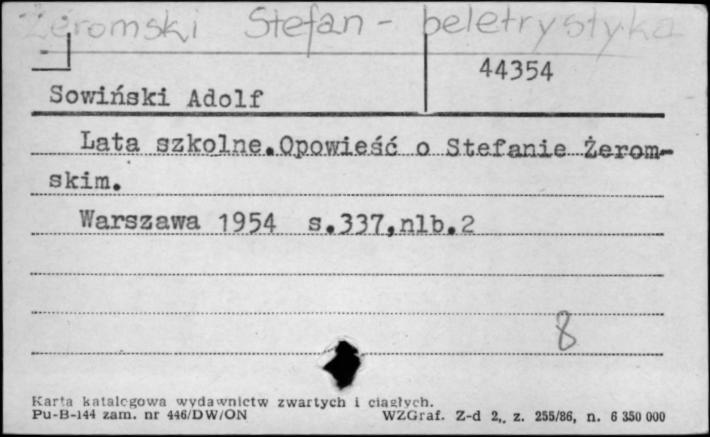 Żeromski Stefan - beletrystyka
44354
Sowiński Adolf
Lata szkolne.Opowieść o Stefanie Żerom-
skim.
Warszawa 1954 s.337,nlb.2
8
Karta katalogowa wydawnictw zwartych i ciągłych.
Pu-B-144 zam. nr 446/DW/ON WZGraf. Z-d 2,, z. 255/86, n. 6 350 000